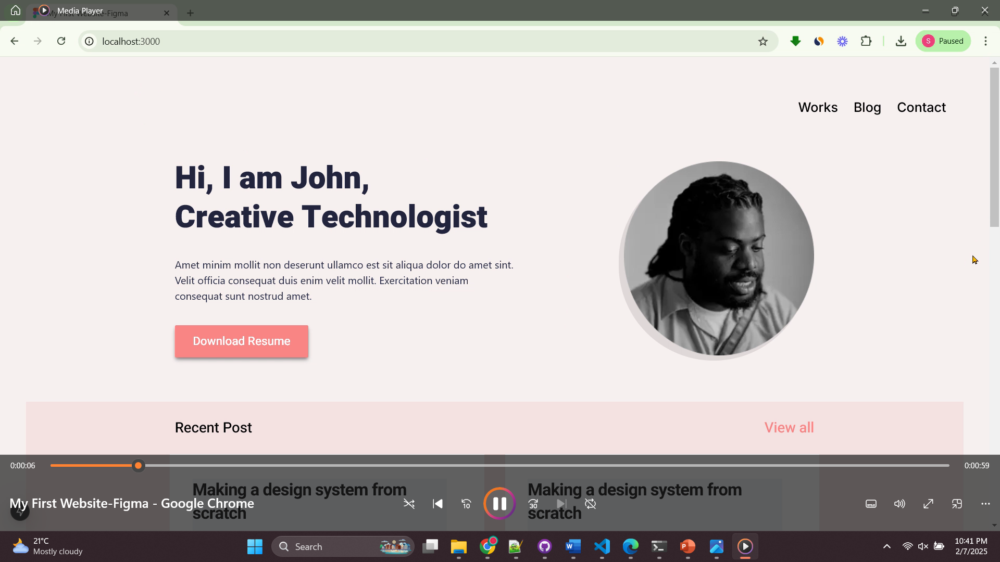 Media Player
My First Website-Figma
localhost:3000
S
Paused
Works
Blog
Contact
Hi, I am John,
Creative Technologist
Amet minim mollit non deserunt ullamco est sit aliqua dolor do amet sint.
Velit officia consequat duis enim velit mollit. Exercitation veniam
consequat sunt nostrud amet.
Download Resume
Recent Post
View all
0:00:06
0:00:59
Making a design system from
scratch
Making a design system from
scratch
My First Website-Figma - Google Chrome
10
30
21°C
Mostly cloudy
Search
W
P
10:41 PM
2/7/2025